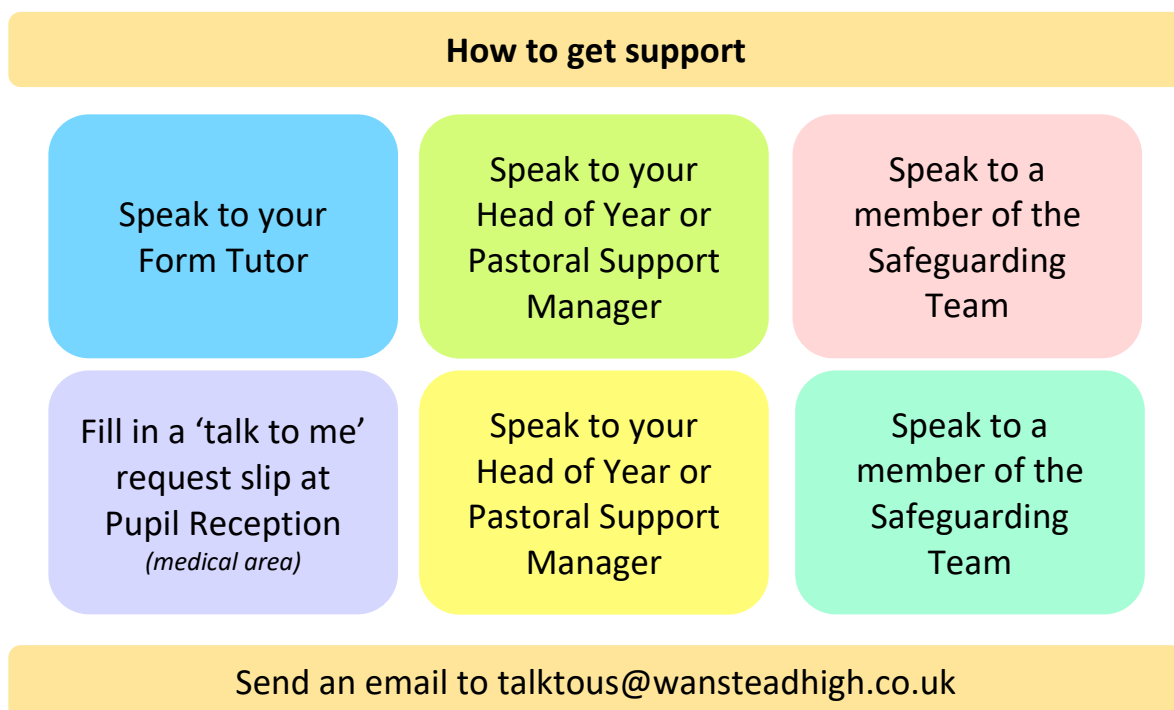 How to get support
Speak to your
Form Tutor
Speak to your
Head of Year or
Pastoral Support
Manager
Speak to a
member of the
Safeguarding
Team
Fill in a ‘talk to me’
request slip at
Pupil Reception
(medical area)
Speak to your
Head of Year or
Pastoral Support
Manager
Speak to a
member of the
Safeguarding
Team
Send an email to talktous@wansteadhigh.co.uk